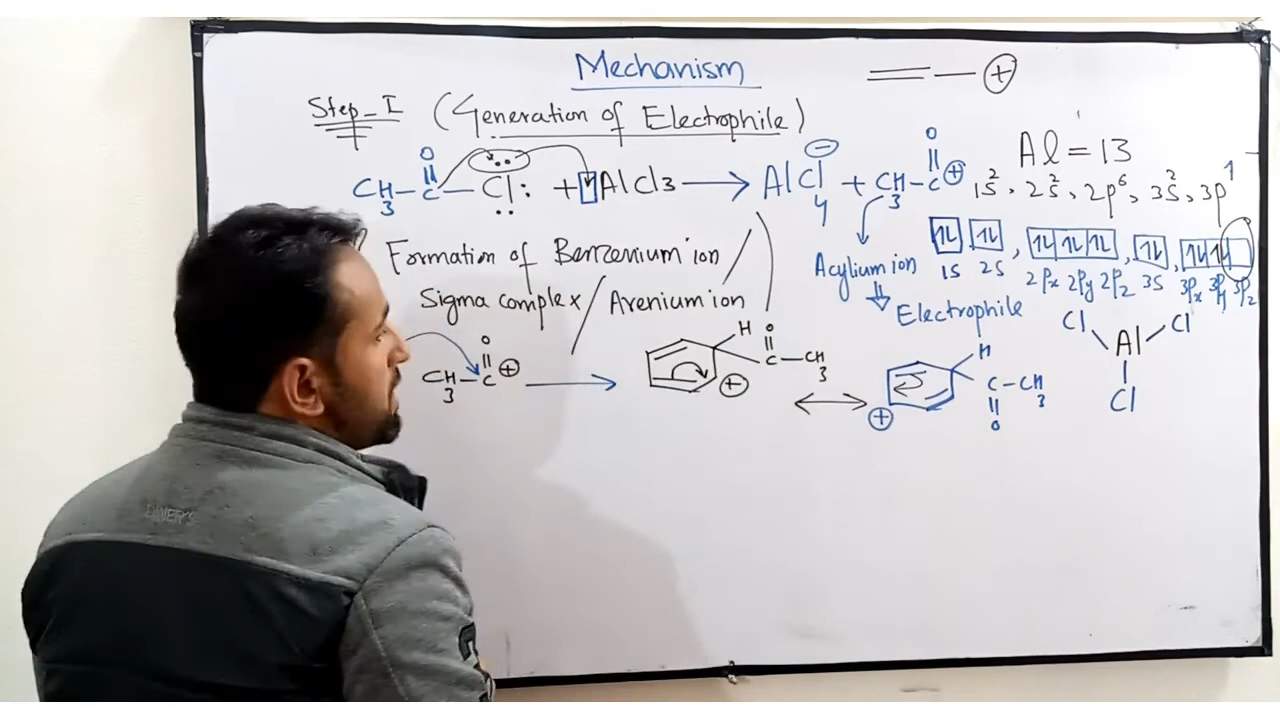 Mechanism
Step-I (Generation of Electrophile)
CH3-C(=O)-Cl: + AlCl3 → AlCl4⊖ + CH3-C(=O)⊕
Al = 13
1s², 2s², 2p⁶, 3s², 3p¹
Formation of Benzenium ion /
Sigma complex / Arenium ion
Acylium ion
⇓
Electrophile
1s 2s 2px 2py 2pz 3s 3px 3py 3pz
Cl Cl
Al
Cl
CH3-C(=O)⊕ → H C(=O)-CH3 ⊕ ↔ H C(=O)-CH3 ⊕
DINER'S